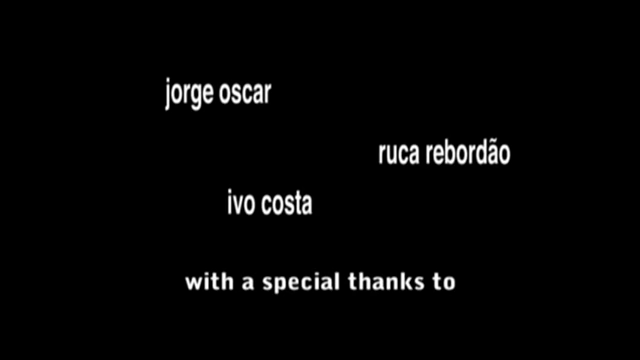 jorge oscar
ruca rebordão
ivo costa
with a special thanks to